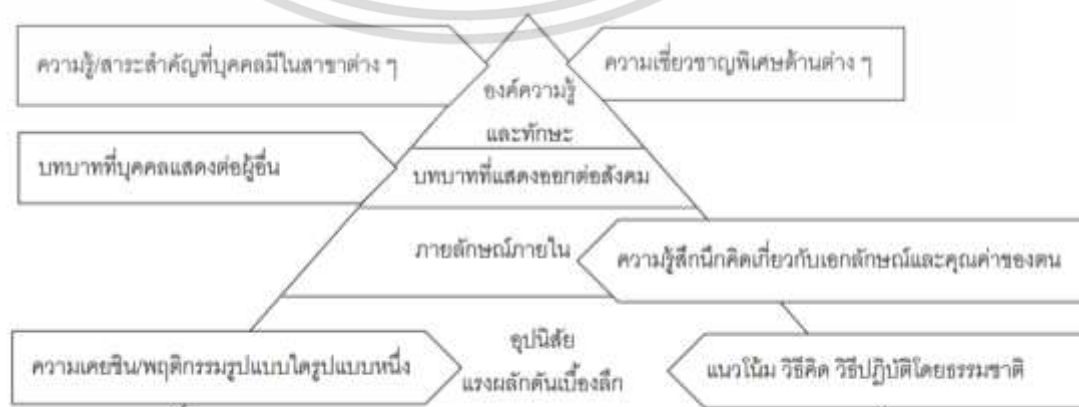 ความรู้/สาระสำคัญที่บุคคลมีในสาขาต่าง ๆ
ความเชี่ยวชาญพิเศษด้านต่าง ๆ
องค์ความรู้
และทักษะ
บทบาทที่บุคคลแสดงต่อผู้อื่น
บทบาทที่แสดงออกต่อสังคม
ภายลักษณ์ภายใน
ความรู้สึกนึกคิดเกี่ยวกับเอกลักษณ์และคุณค่าของตน
ความเคยชิน/พฤติกรรมรูปแบบใดรูปแบบหนึ่ง
อุปนิสัย
แรงผลักดันเบื้องลึก
แนวโน้ม วิธีคิด วิธีปฏิบัติโดยธรรมชาติ